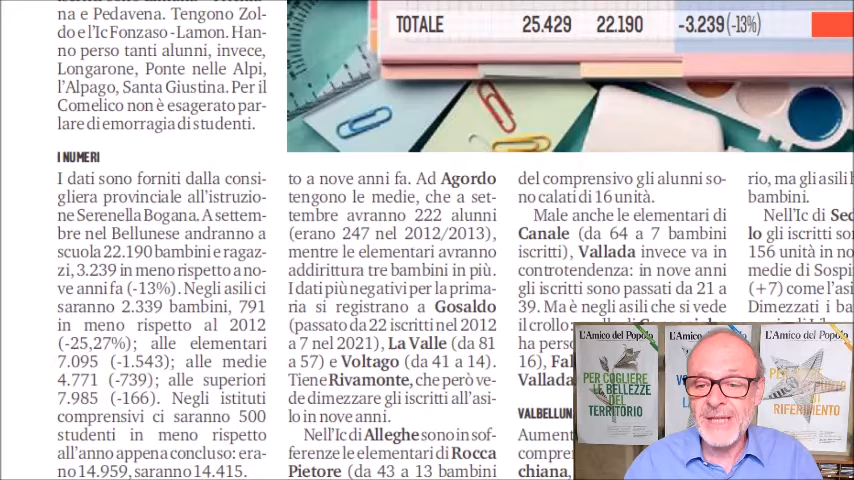 na e Pedavena. Tengono Zol-
do e l'Ic Fonzaso-Lamon. Han-
no perso tanti alunni, invece,
Longarone, Ponte nelle Alpi,
l'Alpago, Santa Giustina. Per il
Comelico non è esagerato par-
lare di emorragia di studenti.
I NUMERI
I dati sono forniti dalla consi-
gliera provinciale all'istruzio-
ne Serenella Bogana. A settem-
bre nel Bellunese andranno a
scuola 22.190 bambini e ragaz-
zi, 3.239 in meno rispetto a no-
ve anni fa (-13%). Negli asili ci
saranno 2.339 bambini, 791
in meno rispetto al 2012
(-25,27%); alle elementari
7.095 (-1.543); alle medie
4.771 (-739); alle superiori
7.985 (-166). Negli istituti
comprensivi ci saranno 500
studenti in meno rispetto
all'anno appena concluso: era-
no 14.959, saranno 14.415.
TOTALE 25.429 22.190 -3.239 (-13%)
to a nove anni fa. Ad Agordo
tengono le medie, che a set-
tembre avranno 222 alunni
(erano 247 nel 2012/2013),
mentre le elementari avranno
addirittura tre bambini in più.
I dati più negativi per la prima-
ria si registrano a Gosaldo
(passato da 22 iscritti nel 2012
a 7 nel 2021), La Valle (da 81
a 57) e Voltago (da 41 a 14).
Tiene Rivamonte, che però ve-
de dimezzare gli iscritti all'asi-
lo in nove anni.
Nell'Ic di Alleghe sono in sof-
ferenze le elementari di Rocca
Pietore (da 43 a 13 bambini
del comprensivo gli alunni so-
no calati di 16 unità.
Male anche le elementari di
Canale (da 64 a 7 bambini
iscritti), Vallada invece va in
controtendenza: in nove anni
gli iscritti sono passati da 21 a
39. Ma è negli asili che si vede
il crollo:
ha perso
16),
Vallada
VALBELLUN
Aument
compren
chiana,
rio, ma gli asili
bambini.
Nell'Ic di
lo gli iscritti
156 unità in
medie di
(+7) come l'asi
Dimezzati i
L'Amico del Popolo
PER COGLIERE
LE BELLEZZE
DEL
TERRITORIO
L'Amico del Popolo
RIFERIMENTO